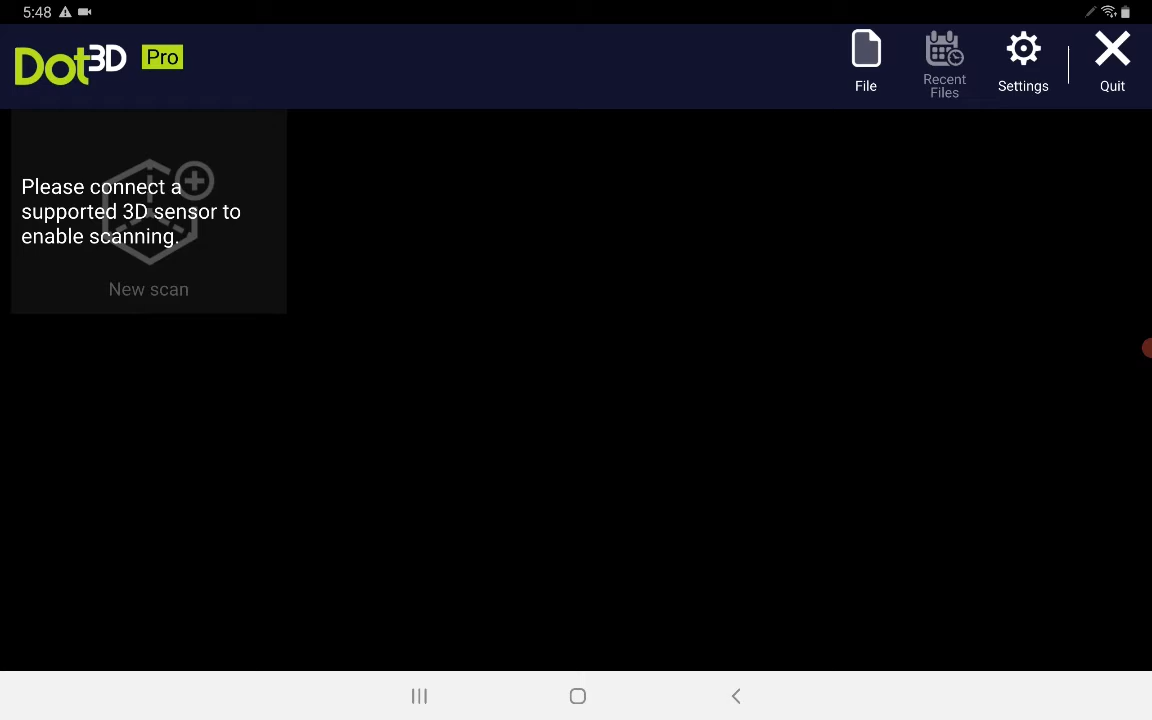 5:48
Dot3D Pro
File
Recent
Files
Settings
Quit
Please connect a
supported 3D sensor to
enable scanning.
New scan